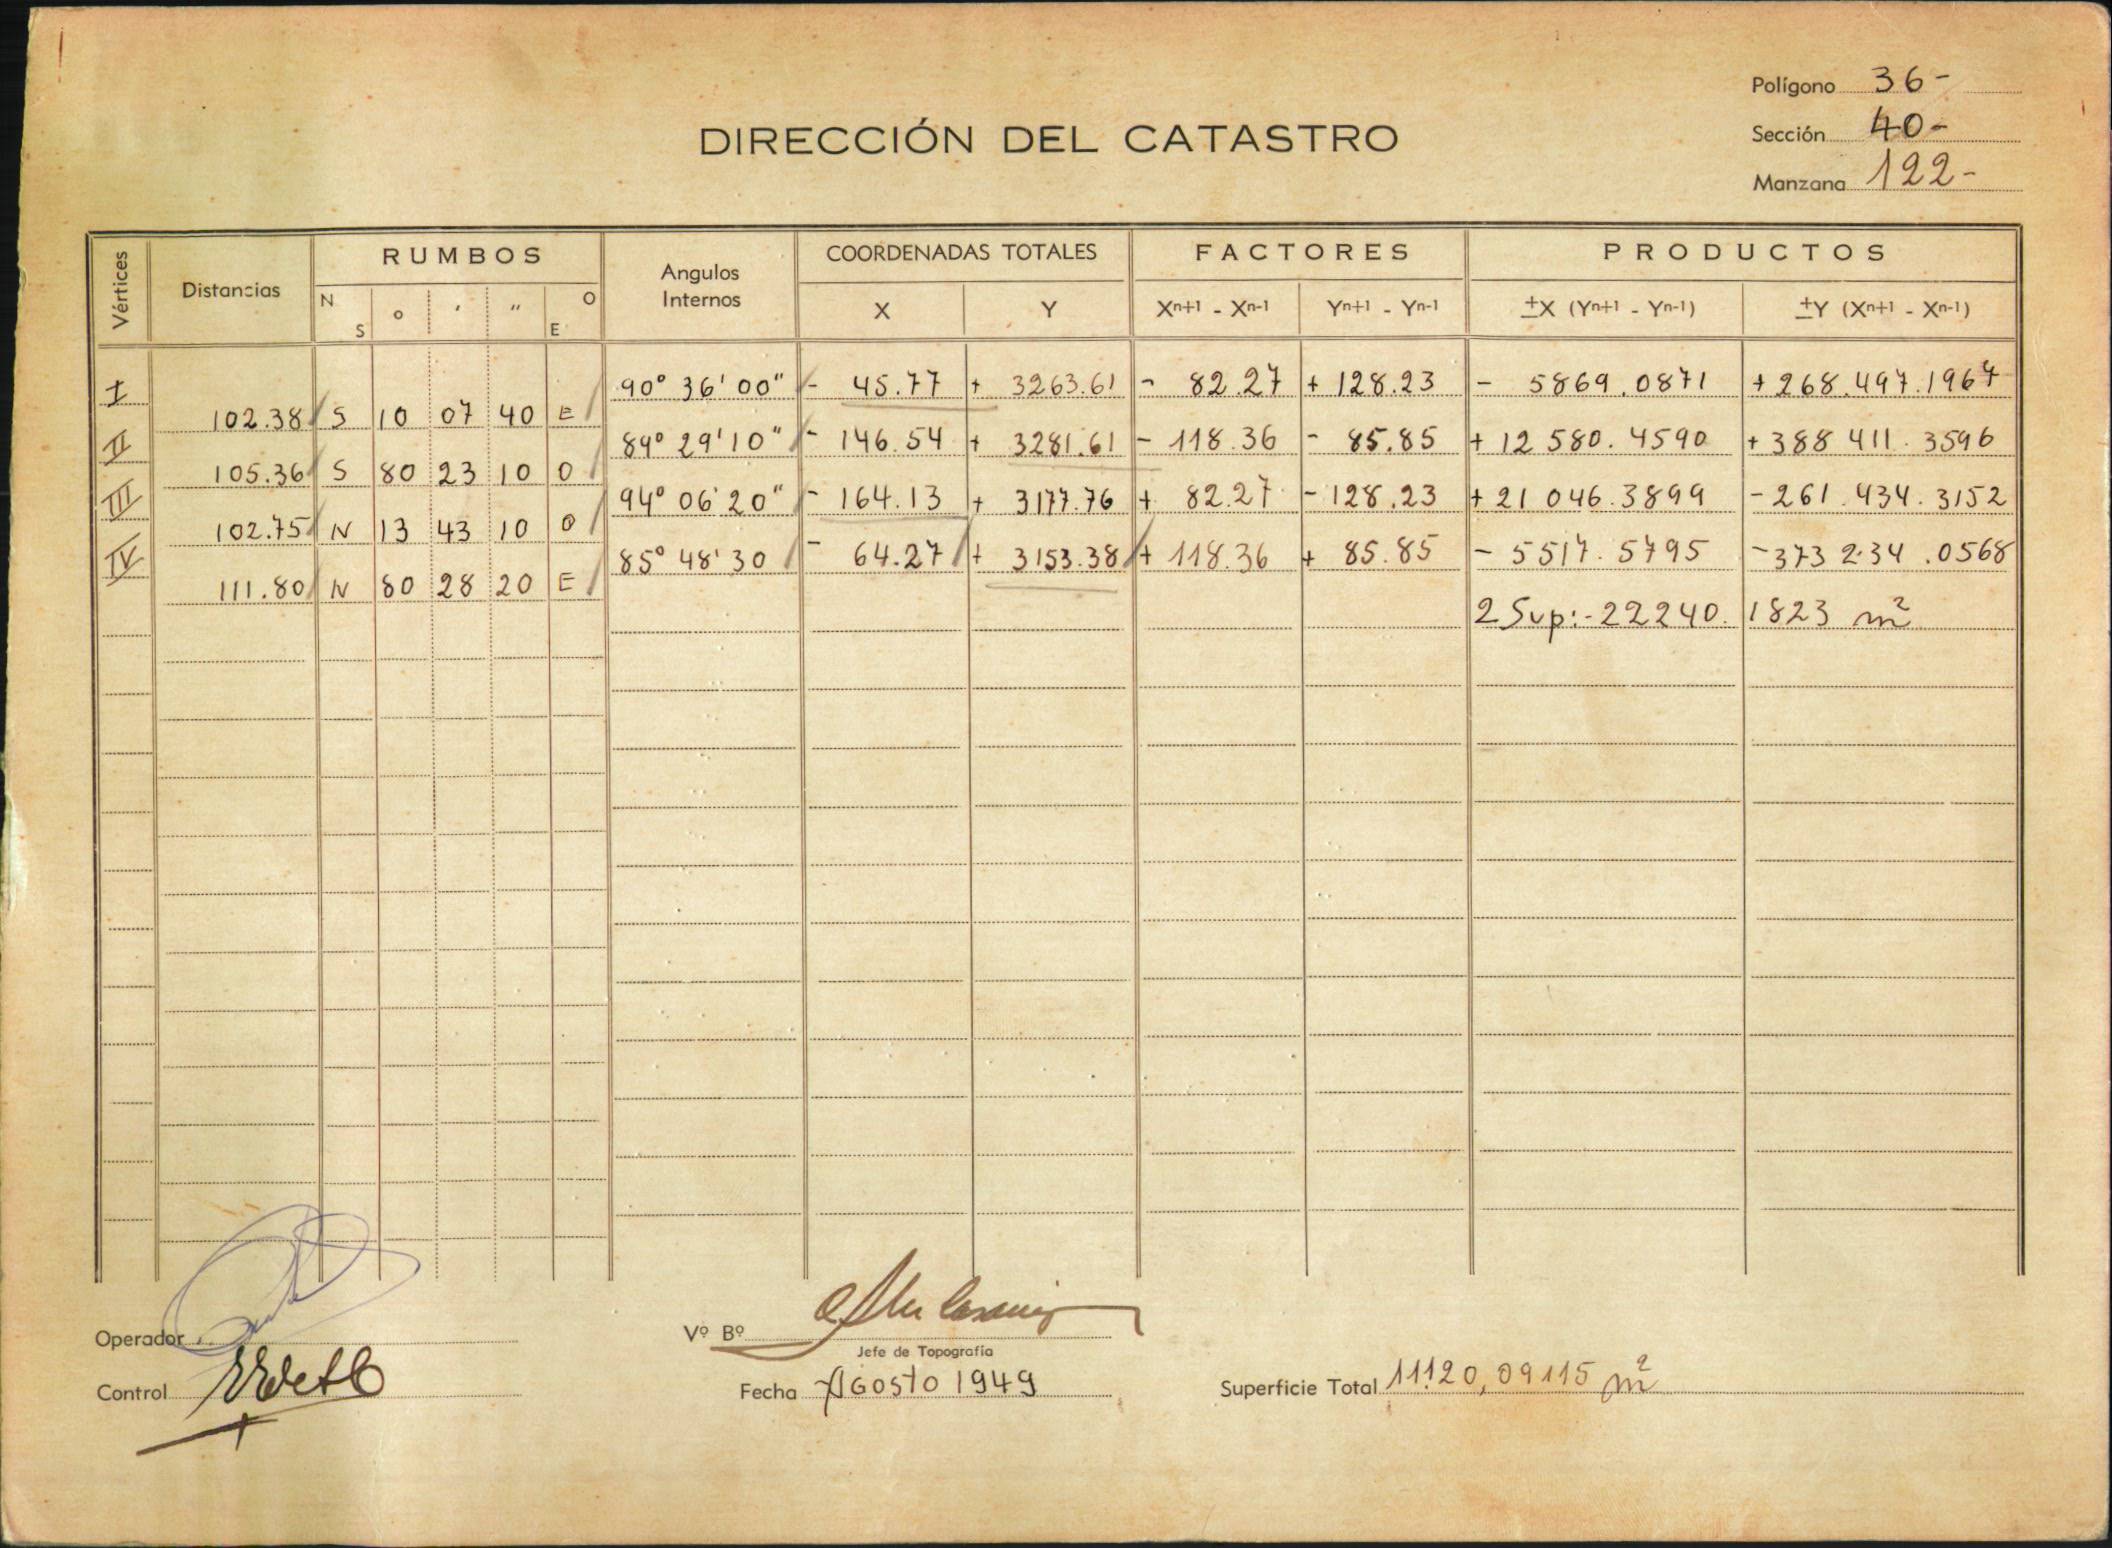 Polígono 36-
Sección 40-
Manzana 122-
DIRECCIÓN DEL CATASTRO
Vértices Distancias RUMBOS Angulos Internos COORDENADAS TOTALES FACTORES PRODUCTOS
N S o ′ ″ O E X Y Xⁿ⁺¹ - Xⁿ⁻¹ Yⁿ⁺¹ - Yⁿ⁻¹ ±X (Yⁿ⁺¹ - Yⁿ⁻¹) ±Y (Xⁿ⁺¹ - Xⁿ⁻¹)
I 90° 36' 00" - 45.77 + 3263.61 - 82.27 + 128.23 - 5869.0871 + 268.497.1967
102.38 S 10 07 40 E
II 89° 29' 10" - 146.54 + 3281.61 - 118.36 - 85.85 + 12 580.4590 + 388 411.3596
105.36 S 80 23 10 O
III 94° 06' 20" - 164.13 + 3177.76 + 82.27 - 128.23 + 21 046.3899 - 261.434.3152
102.75 N 13 43 10 O
IV 85° 48' 30 - 64.27 + 3153.38 + 118.36 + 85.85 - 5517.5795 - 373 234.0568
111.80 N 80 28 20 E
2 Sup:- 22240.1823 m²
Operador
Vº Bº
Jefe de Topografía
Control
Fecha Agosto 1949
Superficie Total 11120,09115 m²